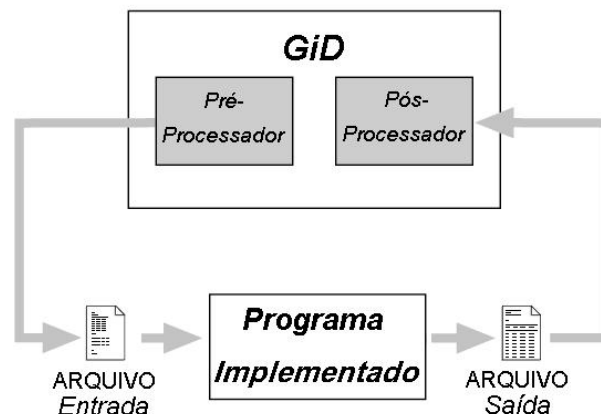 GiD
Pré-
Processador
Pós-
Processador
Programa
Implementado
ARQUIVO
Entrada
ARQUIVO
Saída